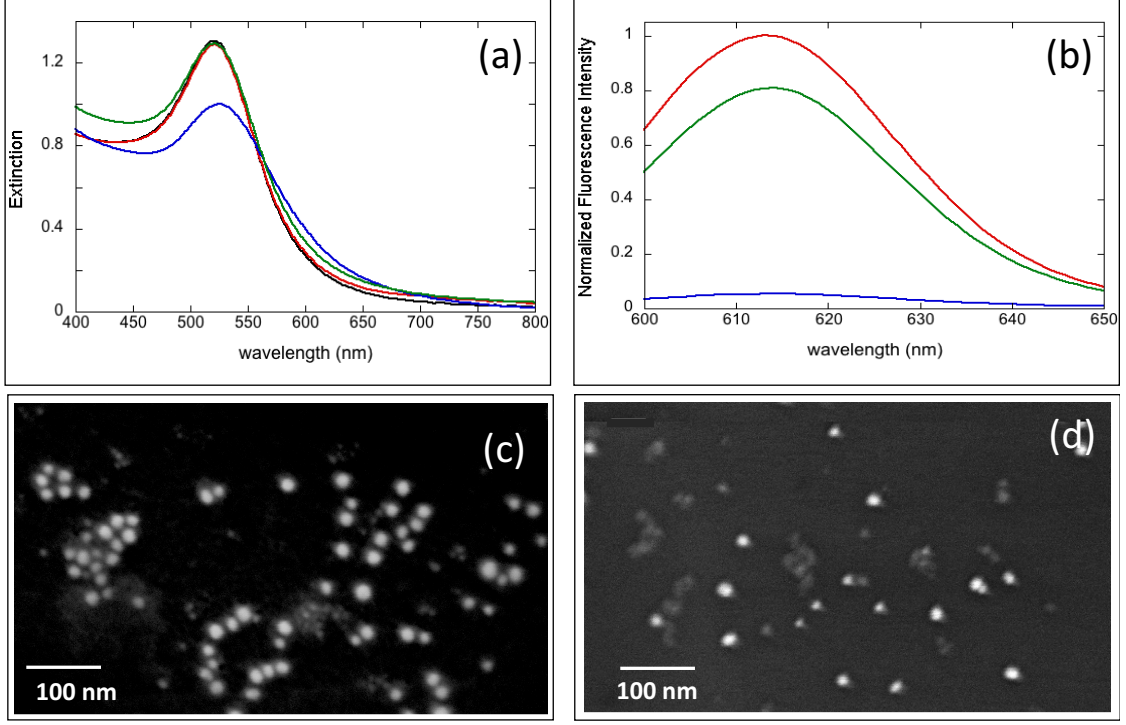 (a)
Extinction
1.2
0.8
0.4
0
400 450 500 550 600 650 700 750 800
wavelength (nm)
(b)
Normalized Fluorescence Intensity
1
0.8
0.6
0.4
0.2
0
600 610 620 630 640 650
wavelength (nm)
(c)
100 nm
(d)
100 nm